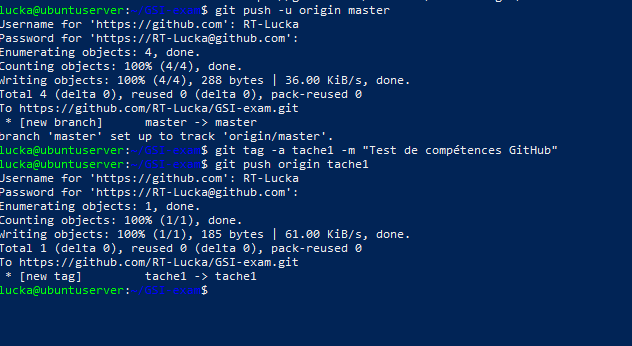 lucka@ubuntuserver:~/GSI-exam$ git push -u origin master
Username for 'https://github.com': RT-Lucka
Password for 'https://RT-Lucka@github.com':
Enumerating objects: 4, done.
Counting objects: 100% (4/4), done.
Writing objects: 100% (4/4), 288 bytes | 36.00 KiB/s, done.
Total 4 (delta 0), reused 0 (delta 0), pack-reused 0
To https://github.com/RT-Lucka/GSI-exam.git
 * [new branch]      master -> master
branch 'master' set up to track 'origin/master'.
lucka@ubuntuserver:~/GSI-exam$ git tag -a tache1 -m "Test de compétences GitHub"
lucka@ubuntuserver:~/GSI-exam$ git push origin tache1
Username for 'https://github.com': RT-Lucka
Password for 'https://RT-Lucka@github.com':
Enumerating objects: 1, done.
Counting objects: 100% (1/1), done.
Writing objects: 100% (1/1), 185 bytes | 61.00 KiB/s, done.
Total 1 (delta 0), reused 0 (delta 0), pack-reused 0
To https://github.com/RT-Lucka/GSI-exam.git
 * [new tag]         tache1 -> tache1
lucka@ubuntuserver:~/GSI-exam$